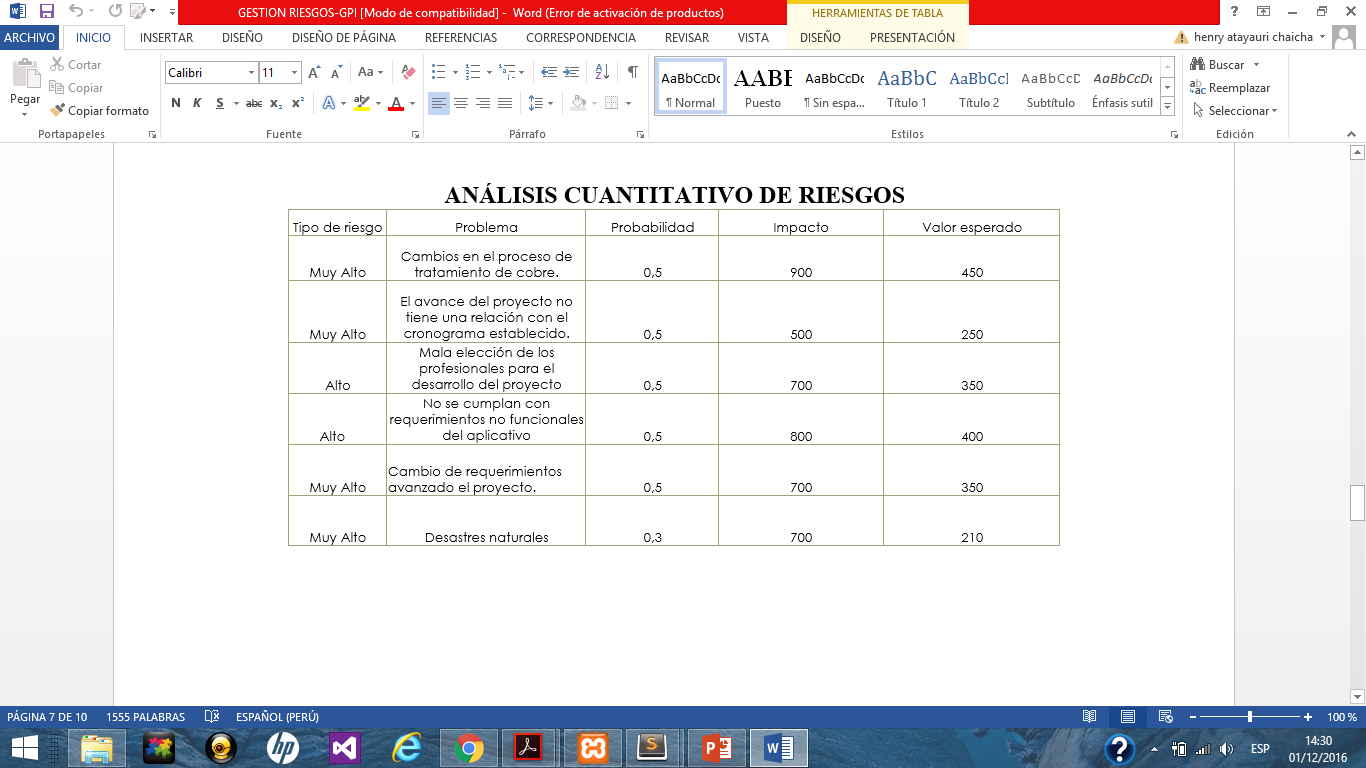 GESTION RIESGOS-GPI [Modo de compatibilidad] - Word (Error de activación de productos)
HERRAMIENTAS DE TABLA
ARCHIVO INICIO INSERTAR DISEÑO DISEÑO DE PÁGINA REFERENCIAS CORRESPONDENCIA REVISAR VISTA DISEÑO PRESENTACIÓN henry atayauri chaicha
Pegar
Cortar
Copiar
Copiar formato
Portapapeles
Calibri 11 Aa
N K S abc x₂ x² A ab A
Fuente
Párrafo
AaBbCcDc AABE AaBbCcDc AaBbC AaBbCcI AaBbCcD AaBbCcDc
¶ Normal Puesto ¶ Sin espa... Título 1 Título 2 Subtítulo Énfasis sutil
Estilos
Buscar
Reemplazar
Seleccionar
Edición
ANÁLISIS CUANTITATIVO DE RIESGOS
Tipo de riesgo Problema Probabilidad Impacto Valor esperado
Cambios en el proceso de
Muy Alto tratamiento de cobre. 0,5 900 450
El avance del proyecto no
tiene una relación con el
Muy Alto cronograma establecido. 0,5 500 250
Mala elección de los
profesionales para el
Alto desarrollo del proyecto 0,5 700 350
No se cumplan con
requerimientos no funcionales
Alto del aplicativo 0,5 800 400
Cambio de requerimientos
Muy Alto avanzado el proyecto. 0,5 700 350
Muy Alto Desastres naturales 0,3 700 210
PÁGINA 7 DE 10 1555 PALABRAS ESPAÑOL (PERÚ) 100 %
ESP
14:30
01/12/2016